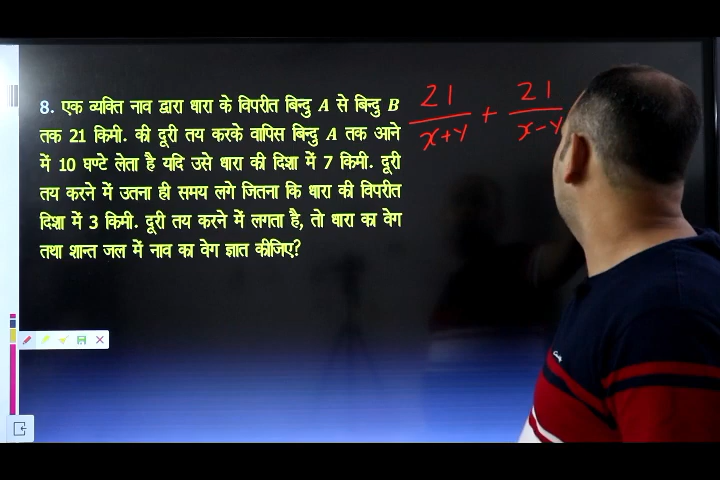 8. एक व्यक्ति नाव द्वारा धारा के विपरीत बिन्दु A से बिन्दु B
तक 21 किमी. की दूरी तय करके वापिस बिन्दु A तक आने
में 10 घण्टे लेता है यदि उसे धारा की दिशा में 7 किमी. दूरी
तय करने में उतना ही समय लगे जितना कि धारा की विपरीत
दिशा में 3 किमी. दूरी तय करने में लगता है, तो धारा का वेग
तथा शान्त जल में नाव का वेग ज्ञात कीजिए?
21/x+y + 21/x-y